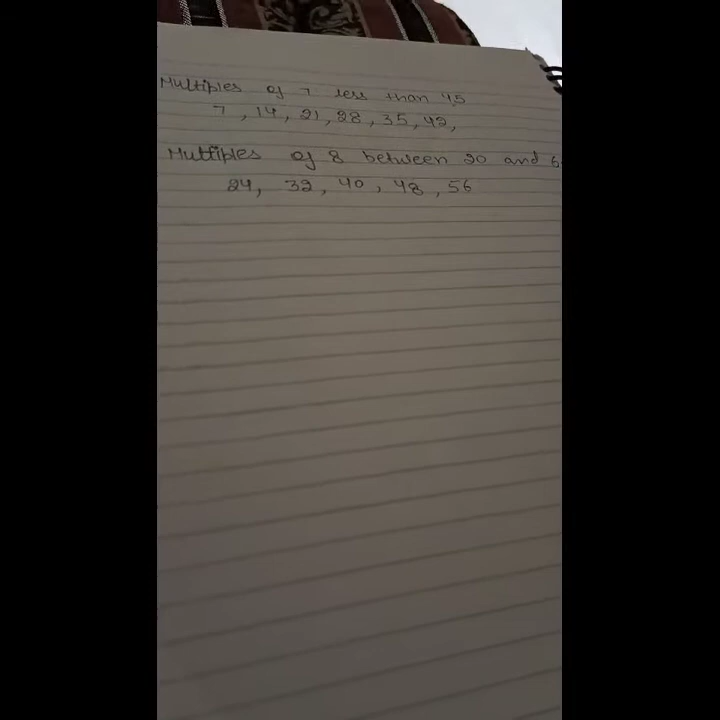 Multiples of 7 less than 45
7, 14, 21, 28, 35, 42,
Multiples of 8 between 20 and 6
24, 32, 40, 48, 56